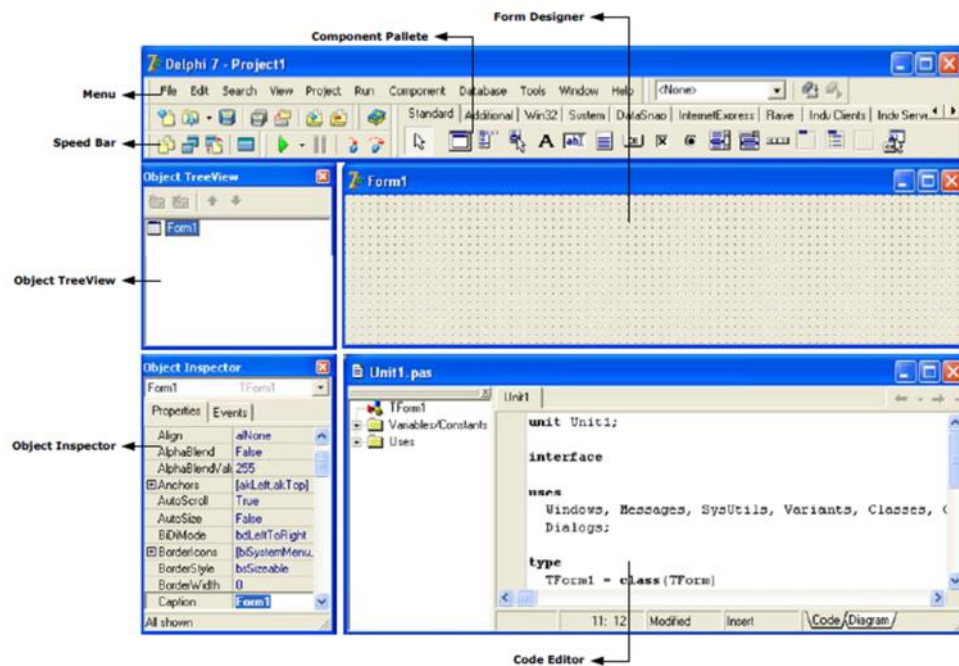 Form Designer
Component Pallete
Delphi 7 - Project1
Menu
File Edit Search View Project Run Component Database Tools Window Help <None>
Standard Additional Win32 System DataSnap InternetExpress Rave Indy Clients Indy Serv
Speed Bar
Object TreeView
Form1
Form1
Object TreeView
Object Inspector
Form1 TForm1
Properties Events
Object Inspector
Align alNone
AlphaBlend False
AlphaBlendVal 255
Anchors [akLeft,akTop]
AutoScroll True
AutoSize False
BiDiMode bdLeftToRight
BorderIcons [biSystemMenu,
BorderStyle bsSizeable
BorderWidth 0
Caption Form1
All shown
Unit1.pas
TForm1
Variables/Constants
Uses
Unit1
unit Unit1;
interface
uses
Windows, Messages, SysUtils, Variants, Classes,
Dialogs;
type
TForm1 = class(TForm)
11: 12 Modified Insert Code Diagram
Code Editor